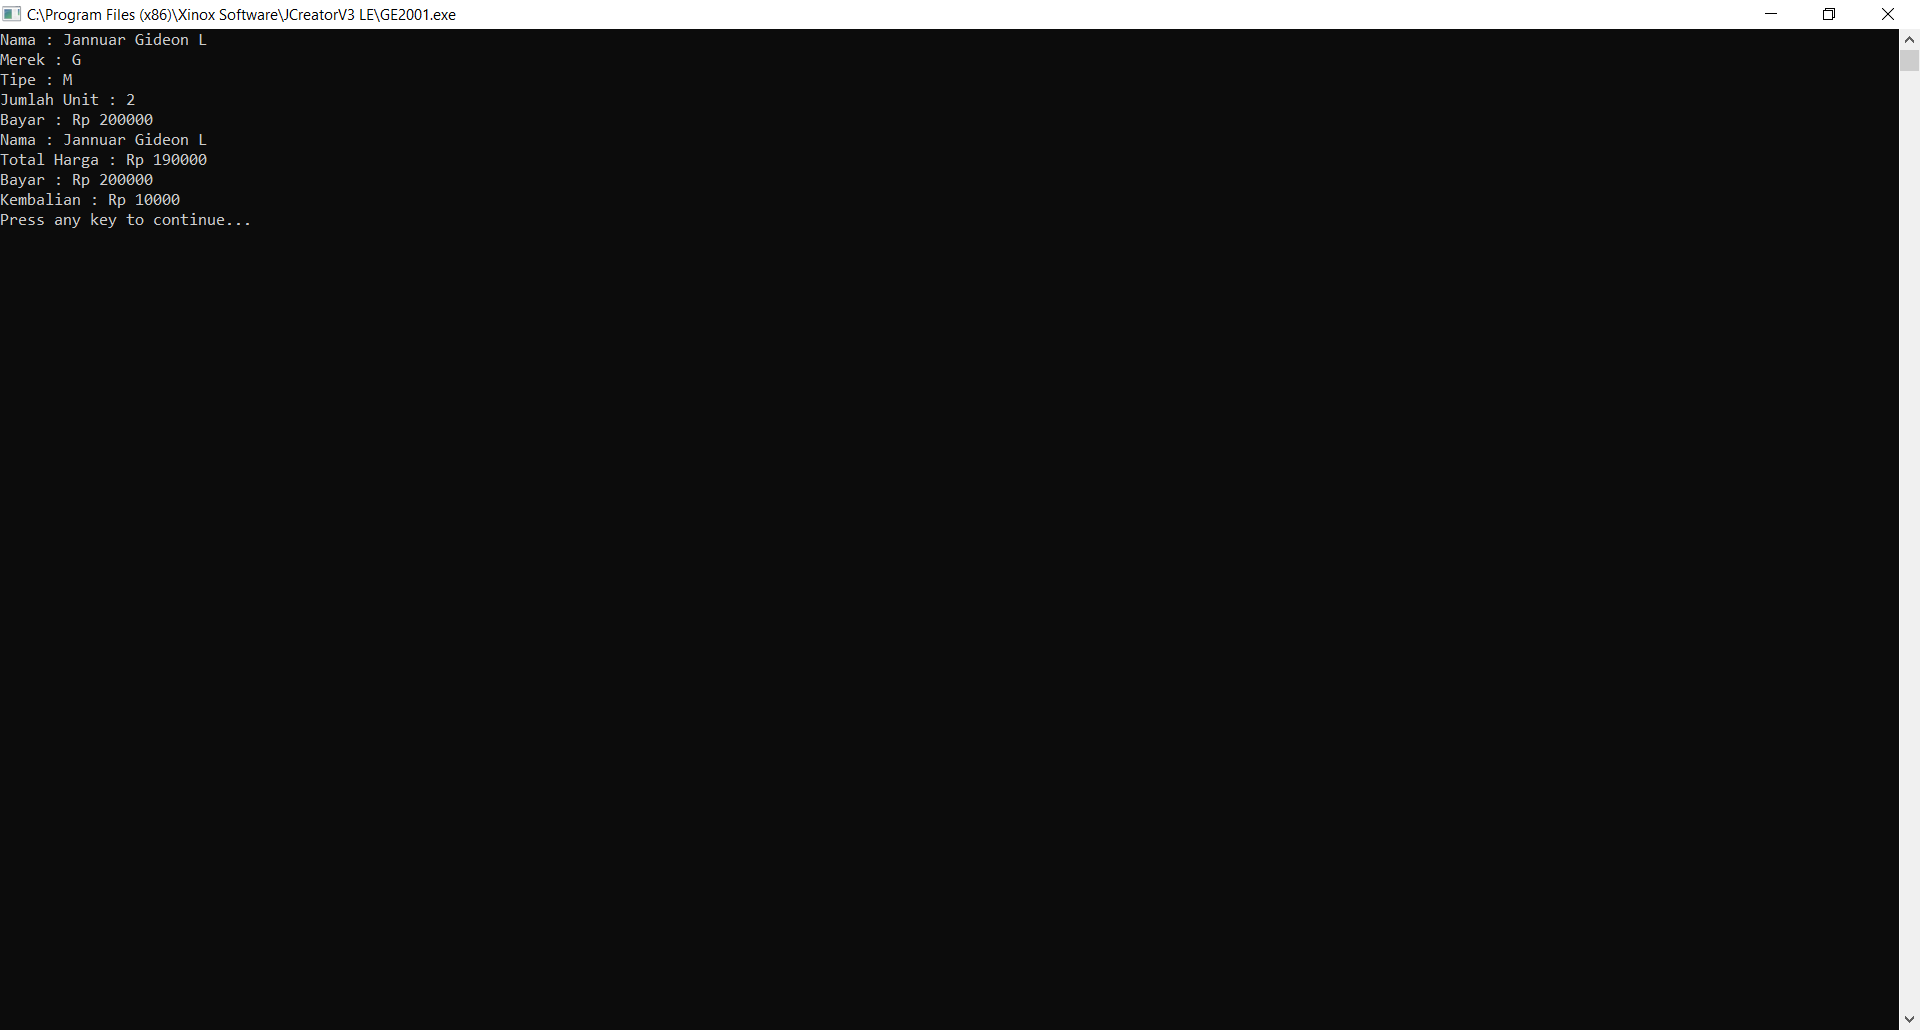 C:\Program Files (x86)\Xinox Software\JCreatorV3 LE\GE2001.exe
Nama : Jannuar Gideon L
Merek : G
Tipe : M
Jumlah Unit : 2
Bayar : Rp 200000
Nama : Jannuar Gideon L
Total Harga : Rp 190000
Bayar : Rp 200000
Kembalian : Rp 10000
Press any key to continue...